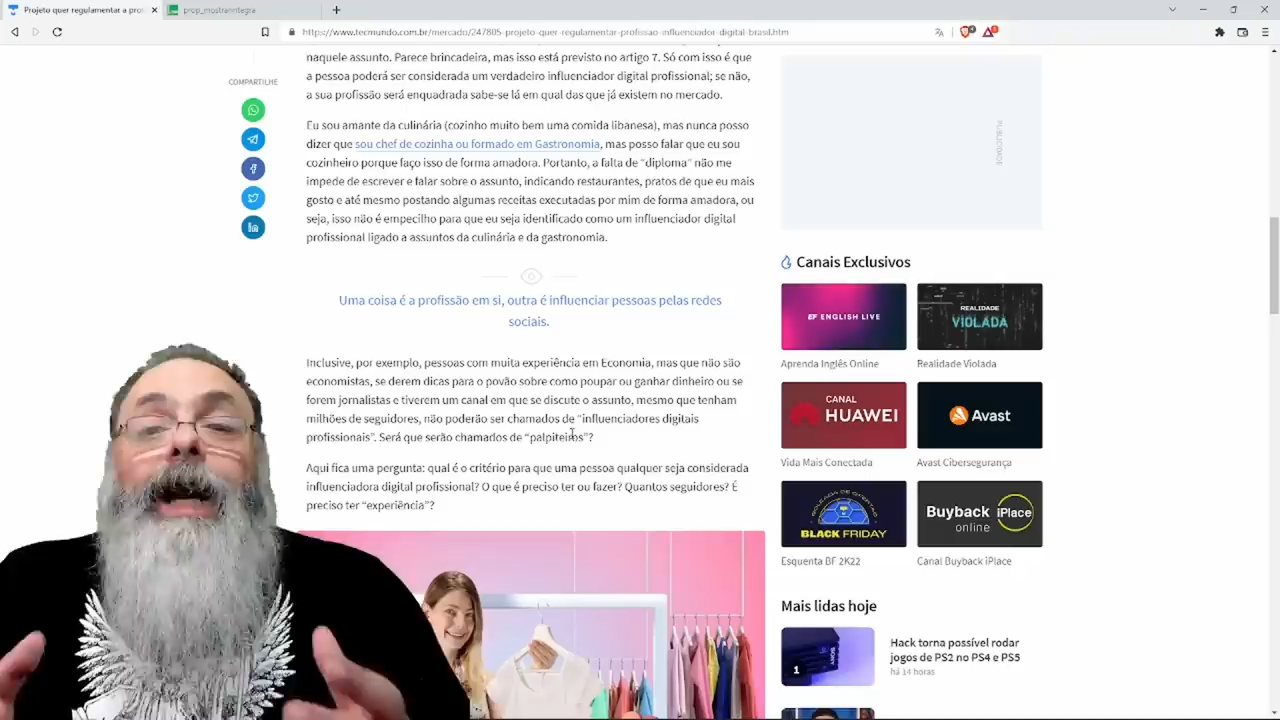 Projeto quer regulamentar a pro
prop_mostrarintegra
https://www.tecmundo.com.br/mercado/247805-projeto-quer-regulamentar-profissao-influenciador-digital-brasil.htm
naquele assunto. Parece brincadeira, mas isso está previsto no artigo 7. Só com isso é que
a pessoa poderá ser considerada um verdadeiro influenciador digital profissional; se não,
a sua profissão será enquadrada sabe-se lá em qual das que já existem no mercado.
COMPARTILHE
Eu sou amante da culinária (cozinho muito bem uma comida libanesa), mas nunca posso
dizer que sou chef de cozinha ou formado em Gastronomia, mas posso falar que eu sou
cozinheiro porque faço isso de forma amadora. Portanto, a falta de “diploma” não me
impede de escrever e falar sobre o assunto, indicando restaurantes, pratos de que eu mais
gosto e até mesmo postando algumas receitas executadas por mim de forma amadora, ou
seja, isso não é empecilho para que eu seja identificado como um influenciador digital
profissional ligado a assuntos da culinária e da gastronomia.
Uma coisa é a profissão em si, outra é influenciar pessoas pelas redes
sociais.
Inclusive, por exemplo, pessoas com muita experiência em Economia, mas que não são
economistas, se derem dicas para o povão sobre como poupar ou ganhar dinheiro ou se
forem jornalistas e tiverem um canal em que se discute o assunto, mesmo que tenham
milhões de seguidores, não poderão ser chamados de “influenciadores digitais
profissionais”. Será que serão chamados de “palpiteiros”?
Aqui fica uma pergunta: qual é o critério para que uma pessoa qualquer seja considerada
influenciadora digital profissional? O que é preciso ter ou fazer? Quantos seguidores? É
preciso ter “experiência”?
PUBLICIDADE
Canais Exclusivos
EF ENGLISH LIVE
REALIDADE
VIOLADA
Aprenda Inglês Online
Realidade Violada
CANAL
HUAWEI
Avast
Vida Mais Conectada
Avast Cibersegurança
GOLEADA DE OFERTAS
BLACK FRIDAY
Buyback iPlace
online
Esquenta BF 2K22
Canal Buyback iPlace
Mais lidas hoje
1
Hack torna possível rodar
jogos de PS2 no PS4 e PS5
há 14 horas